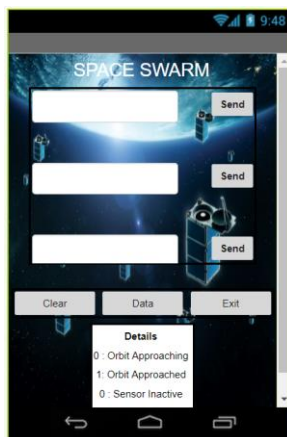 9:48
SPACE SWARM
Send
Send
Send
Clear Data Exit
Details
0 : Orbit Approaching
1: Orbit Approached
0 : Sensor Inactive